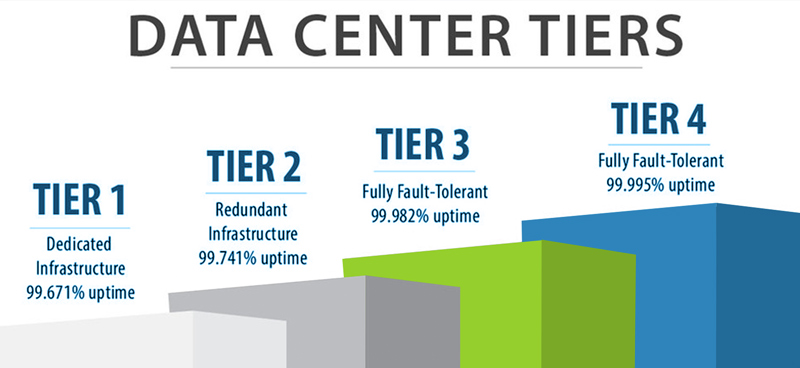 DATA CENTER TIERS
TIER 1
Dedicated
Infrastructure
99.671% uptime
TIER 2
Redundant
Infrastructure
99.741% uptime
TIER 3
Fully Fault-Tolerant
99.982% uptime
TIER 4
Fully Fault-Tolerant
99.995% uptime